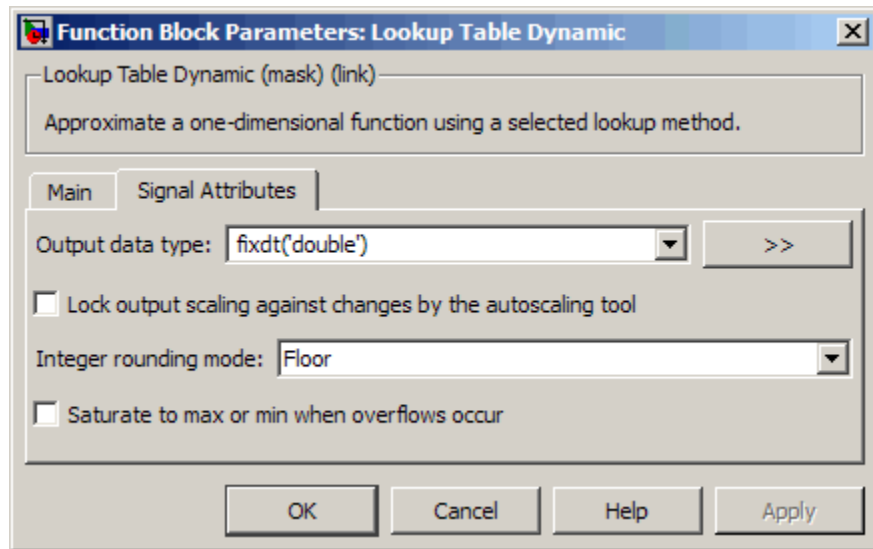 Function Block Parameters: Lookup Table Dynamic
Lookup Table Dynamic (mask) (link)
Approximate a one-dimensional function using a selected lookup method.
Main Signal Attributes
Output data type: fixdt('double') >>
Lock output scaling against changes by the autoscaling tool
Integer rounding mode: Floor
Saturate to max or min when overflows occur
OK Cancel Help Apply